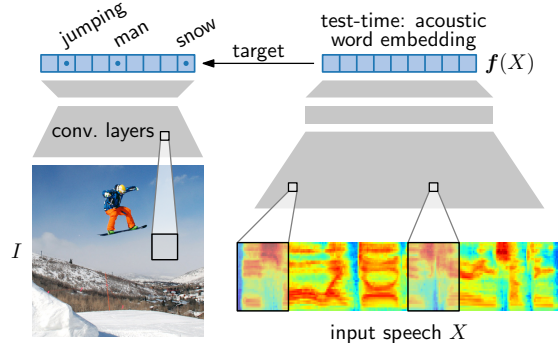 jumping
man
snow
target
test-time: acoustic
word embedding
f(X)
conv. layers
I
input speech X